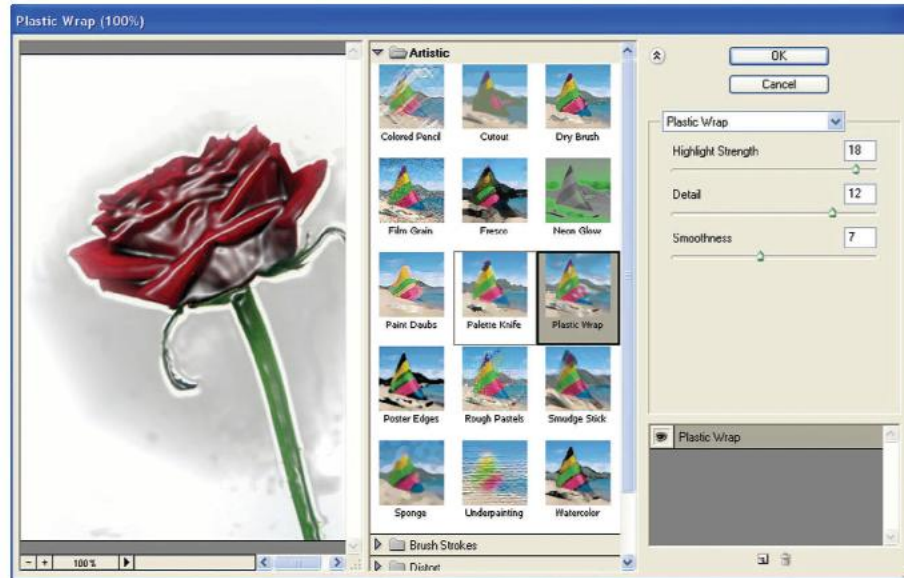 Plastic Wrap (100%)
Artistic
Colored Pencil
Cutout
Dry Brush
Film Grain
Fresco
Neon Glow
Paint Daubs
Palette Knife
Plastic Wrap
Poster Edges
Rough Pastels
Smudge Stick
Sponge
Underpainting
Watercolor
Brush Strokes
Distort
- + 100%
OK
Cancel
Plastic Wrap
Highlight Strength 18
Detail 12
Smoothness 7
Plastic Wrap